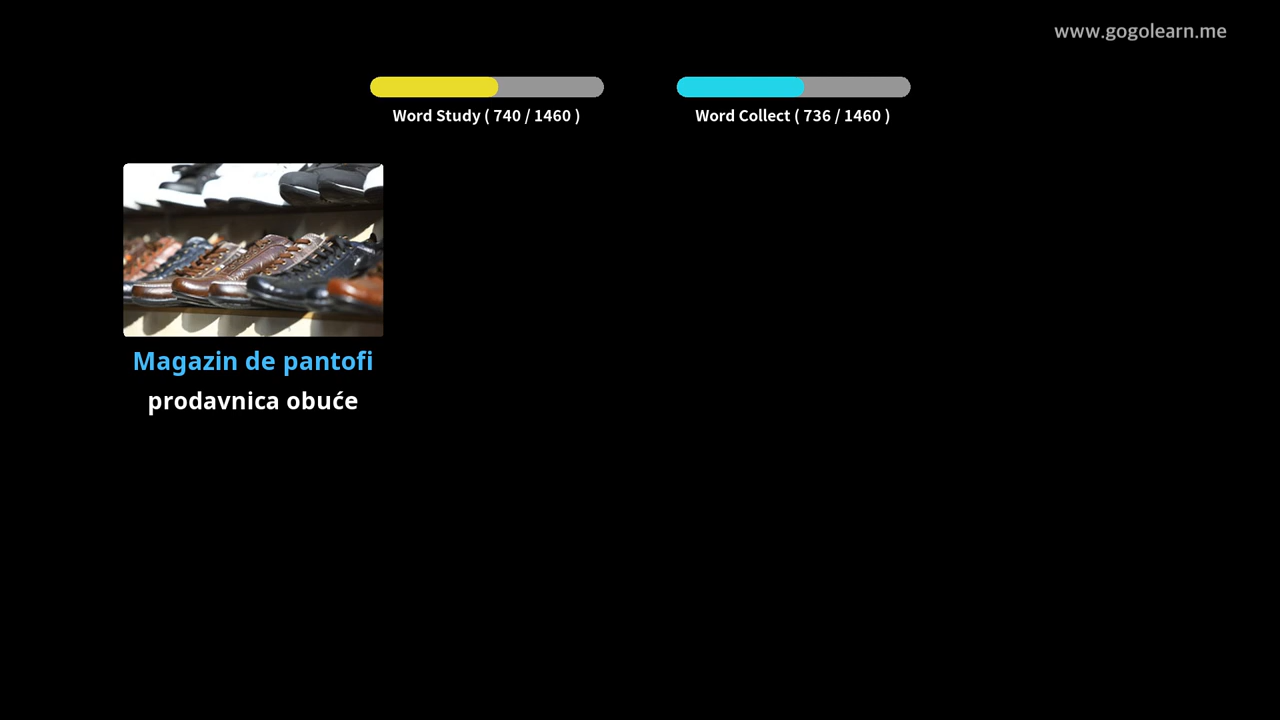 www.gogolearn.me
Word Study ( 740 / 1460 )
Word Collect ( 736 / 1460 )
Magazin de pantofi
prodavnica obuće